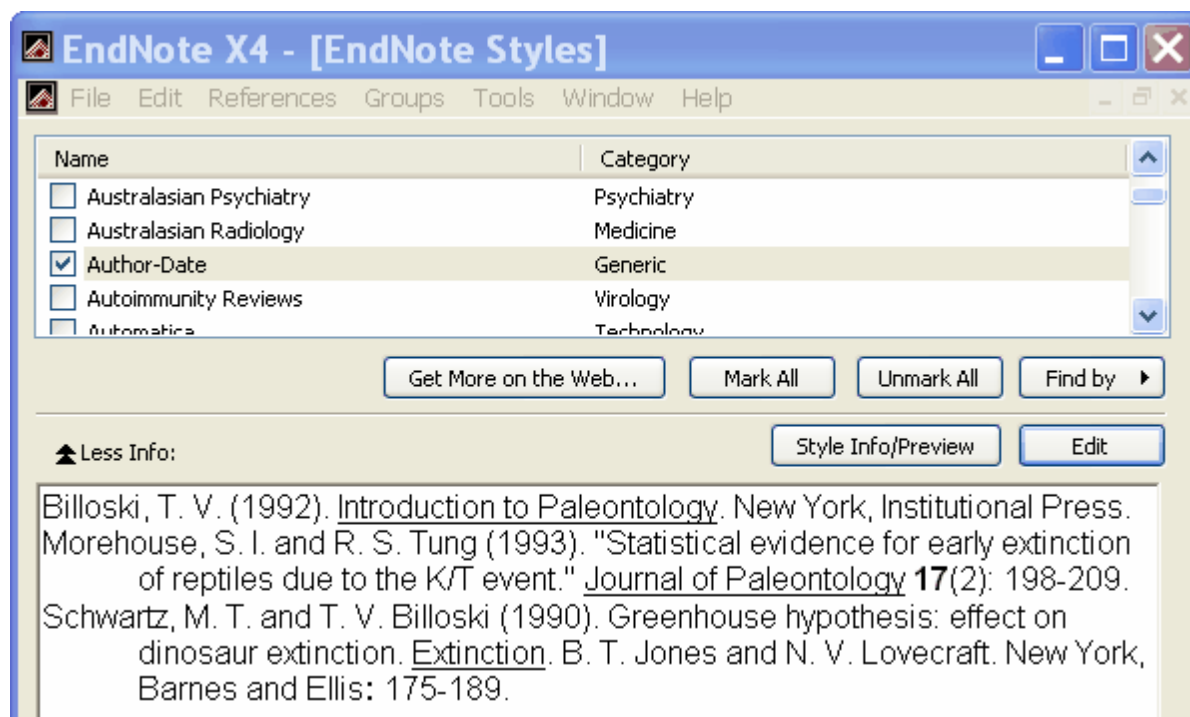 EndNote X4 - [EndNote Styles]
File Edit References Groups Tools Window Help
Name Category
Australasian Psychiatry Psychiatry
Australasian Radiology Medicine
Author-Date Generic
Autoimmunity Reviews Virology
Automatica Technology
Get More on the Web... Mark All Unmark All Find by
Less Info: Style Info/Preview Edit
Billoski, T. V. (1992). Introduction to Paleontology. New York, Institutional Press.
Morehouse, S. I. and R. S. Tung (1993). "Statistical evidence for early extinction
of reptiles due to the K/T event." Journal of Paleontology 17(2): 198-209.
Schwartz, M. T. and T. V. Billoski (1990). Greenhouse hypothesis: effect on
dinosaur extinction. Extinction. B. T. Jones and N. V. Lovecraft. New York,
Barnes and Ellis: 175-189.